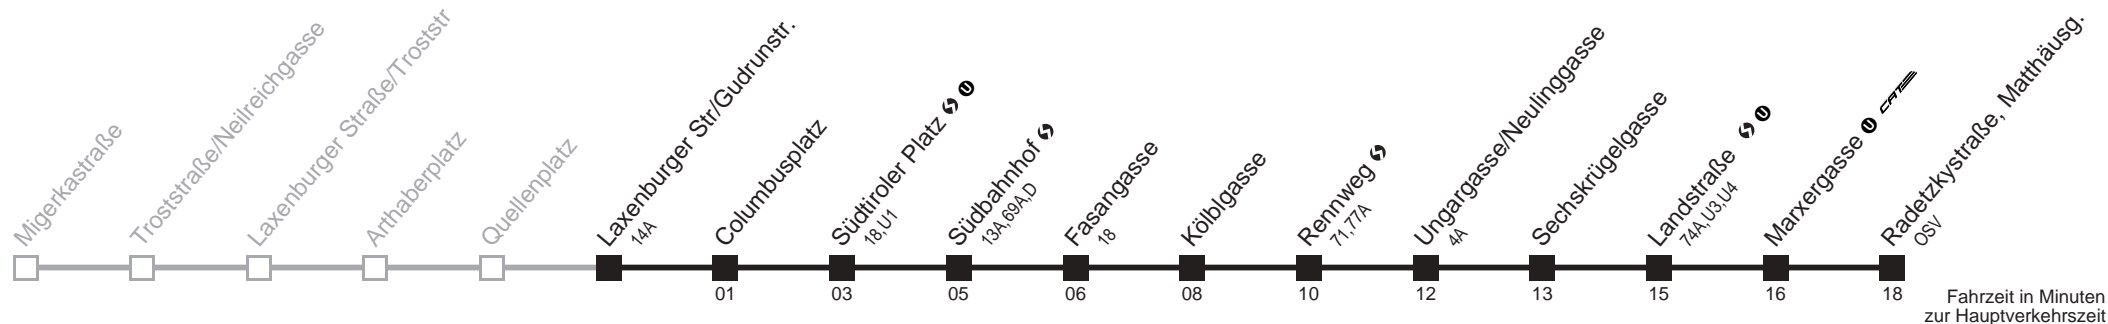 Migerkastraße
Troststraße/Neilreichgasse
Laxenburger Straße/Troststr
Arthaberplatz
Quellenplatz
Laxenburger Str/Gudrunstr.
14A
Columbusplatz
01
Südtiroler Platz S U
18,U1
03
Südbahnhof S
13A,69A,D
05
Fasangasse
18
06
Kölblgasse
08
Rennweg S
71,77A
10
Ungargasse/Neulinggasse
4A
12
Sechskrügelgasse
13
Landstraße S U
74A,U3,U4
15
Marxergasse U CAT
16
Radetzkystraße, Matthäusg.
OSV
18
Fahrzeit in Minuten
zur Hauptverkehrszeit